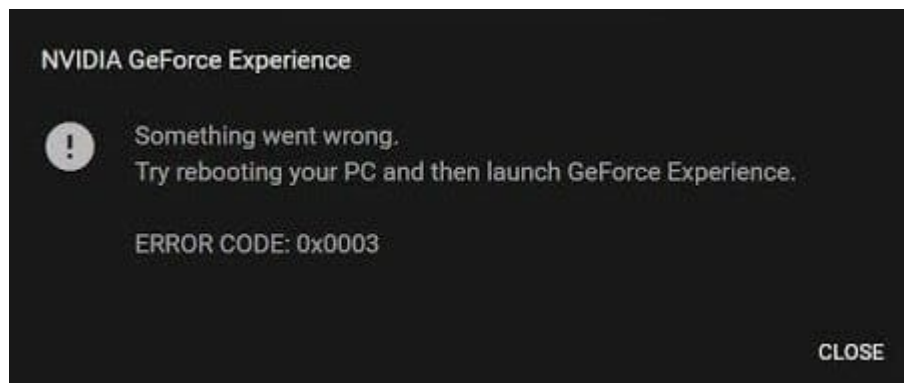 NVIDIA GeForce Experience
!
Something went wrong.
Try rebooting your PC and then launch GeForce Experience.
ERROR CODE: 0x0003
CLOSE